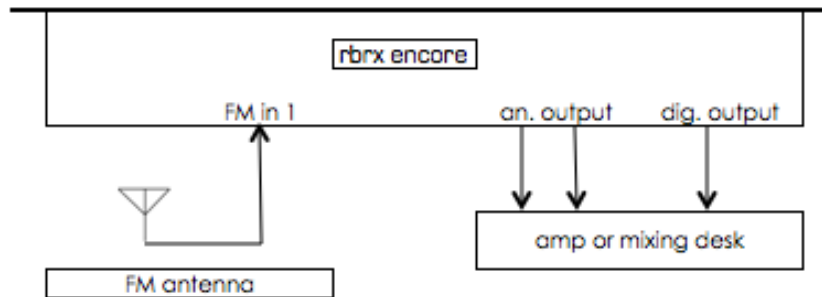 rbrx encore
FM in 1 an. output dig. output
amp or mixing desk
FM antenna